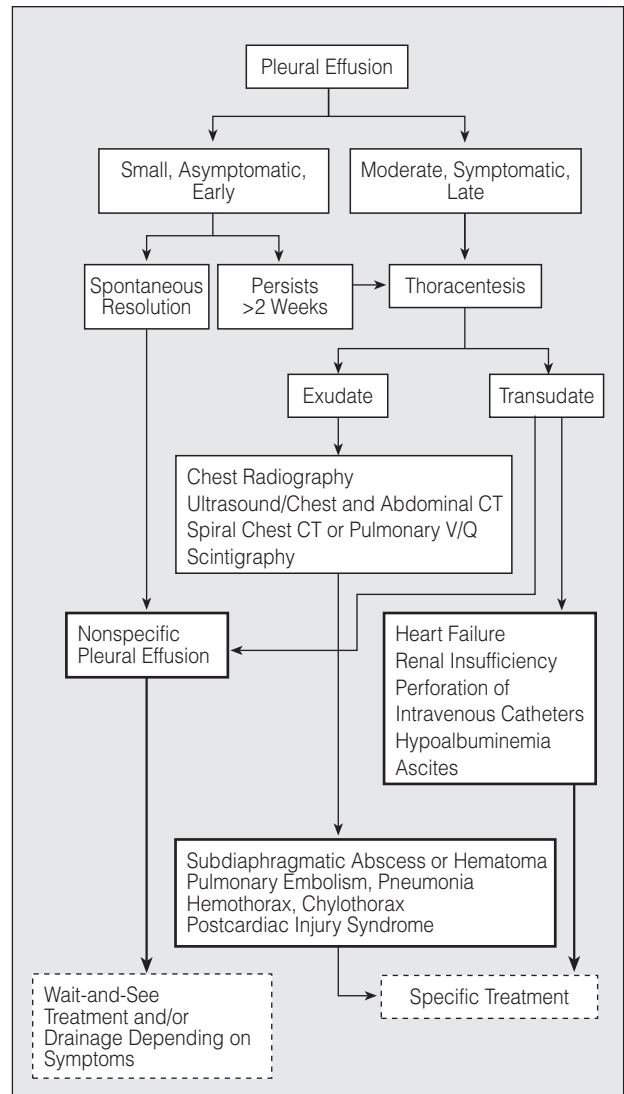 Pleural Effusion
Small, Asymptomatic,
Early
Moderate, Symptomatic,
Late
Spontaneous
Resolution
Persists
>2 Weeks
Thoracentesis
Exudate
Transudate
Chest Radiography
Ultrasound/Chest and Abdominal CT
Spiral Chest CT or Pulmonary V/Q
Scintigraphy
Nonspecific
Pleural Effusion
Heart Failure
Renal Insufficiency
Perforation of
Intravenous Catheters
Hypoalbuminemia
Ascites
Subdiaphragmatic Abscess or Hematoma
Pulmonary Embolism, Pneumonia
Hemothorax, Chylothorax
Postcardiac Injury Syndrome
Wait-and-See
Treatment and/or
Drainage Depending on
Symptoms
Specific Treatment